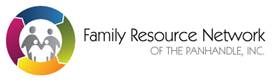 Family Resource Network
OF THE PANHANDLE, INC.